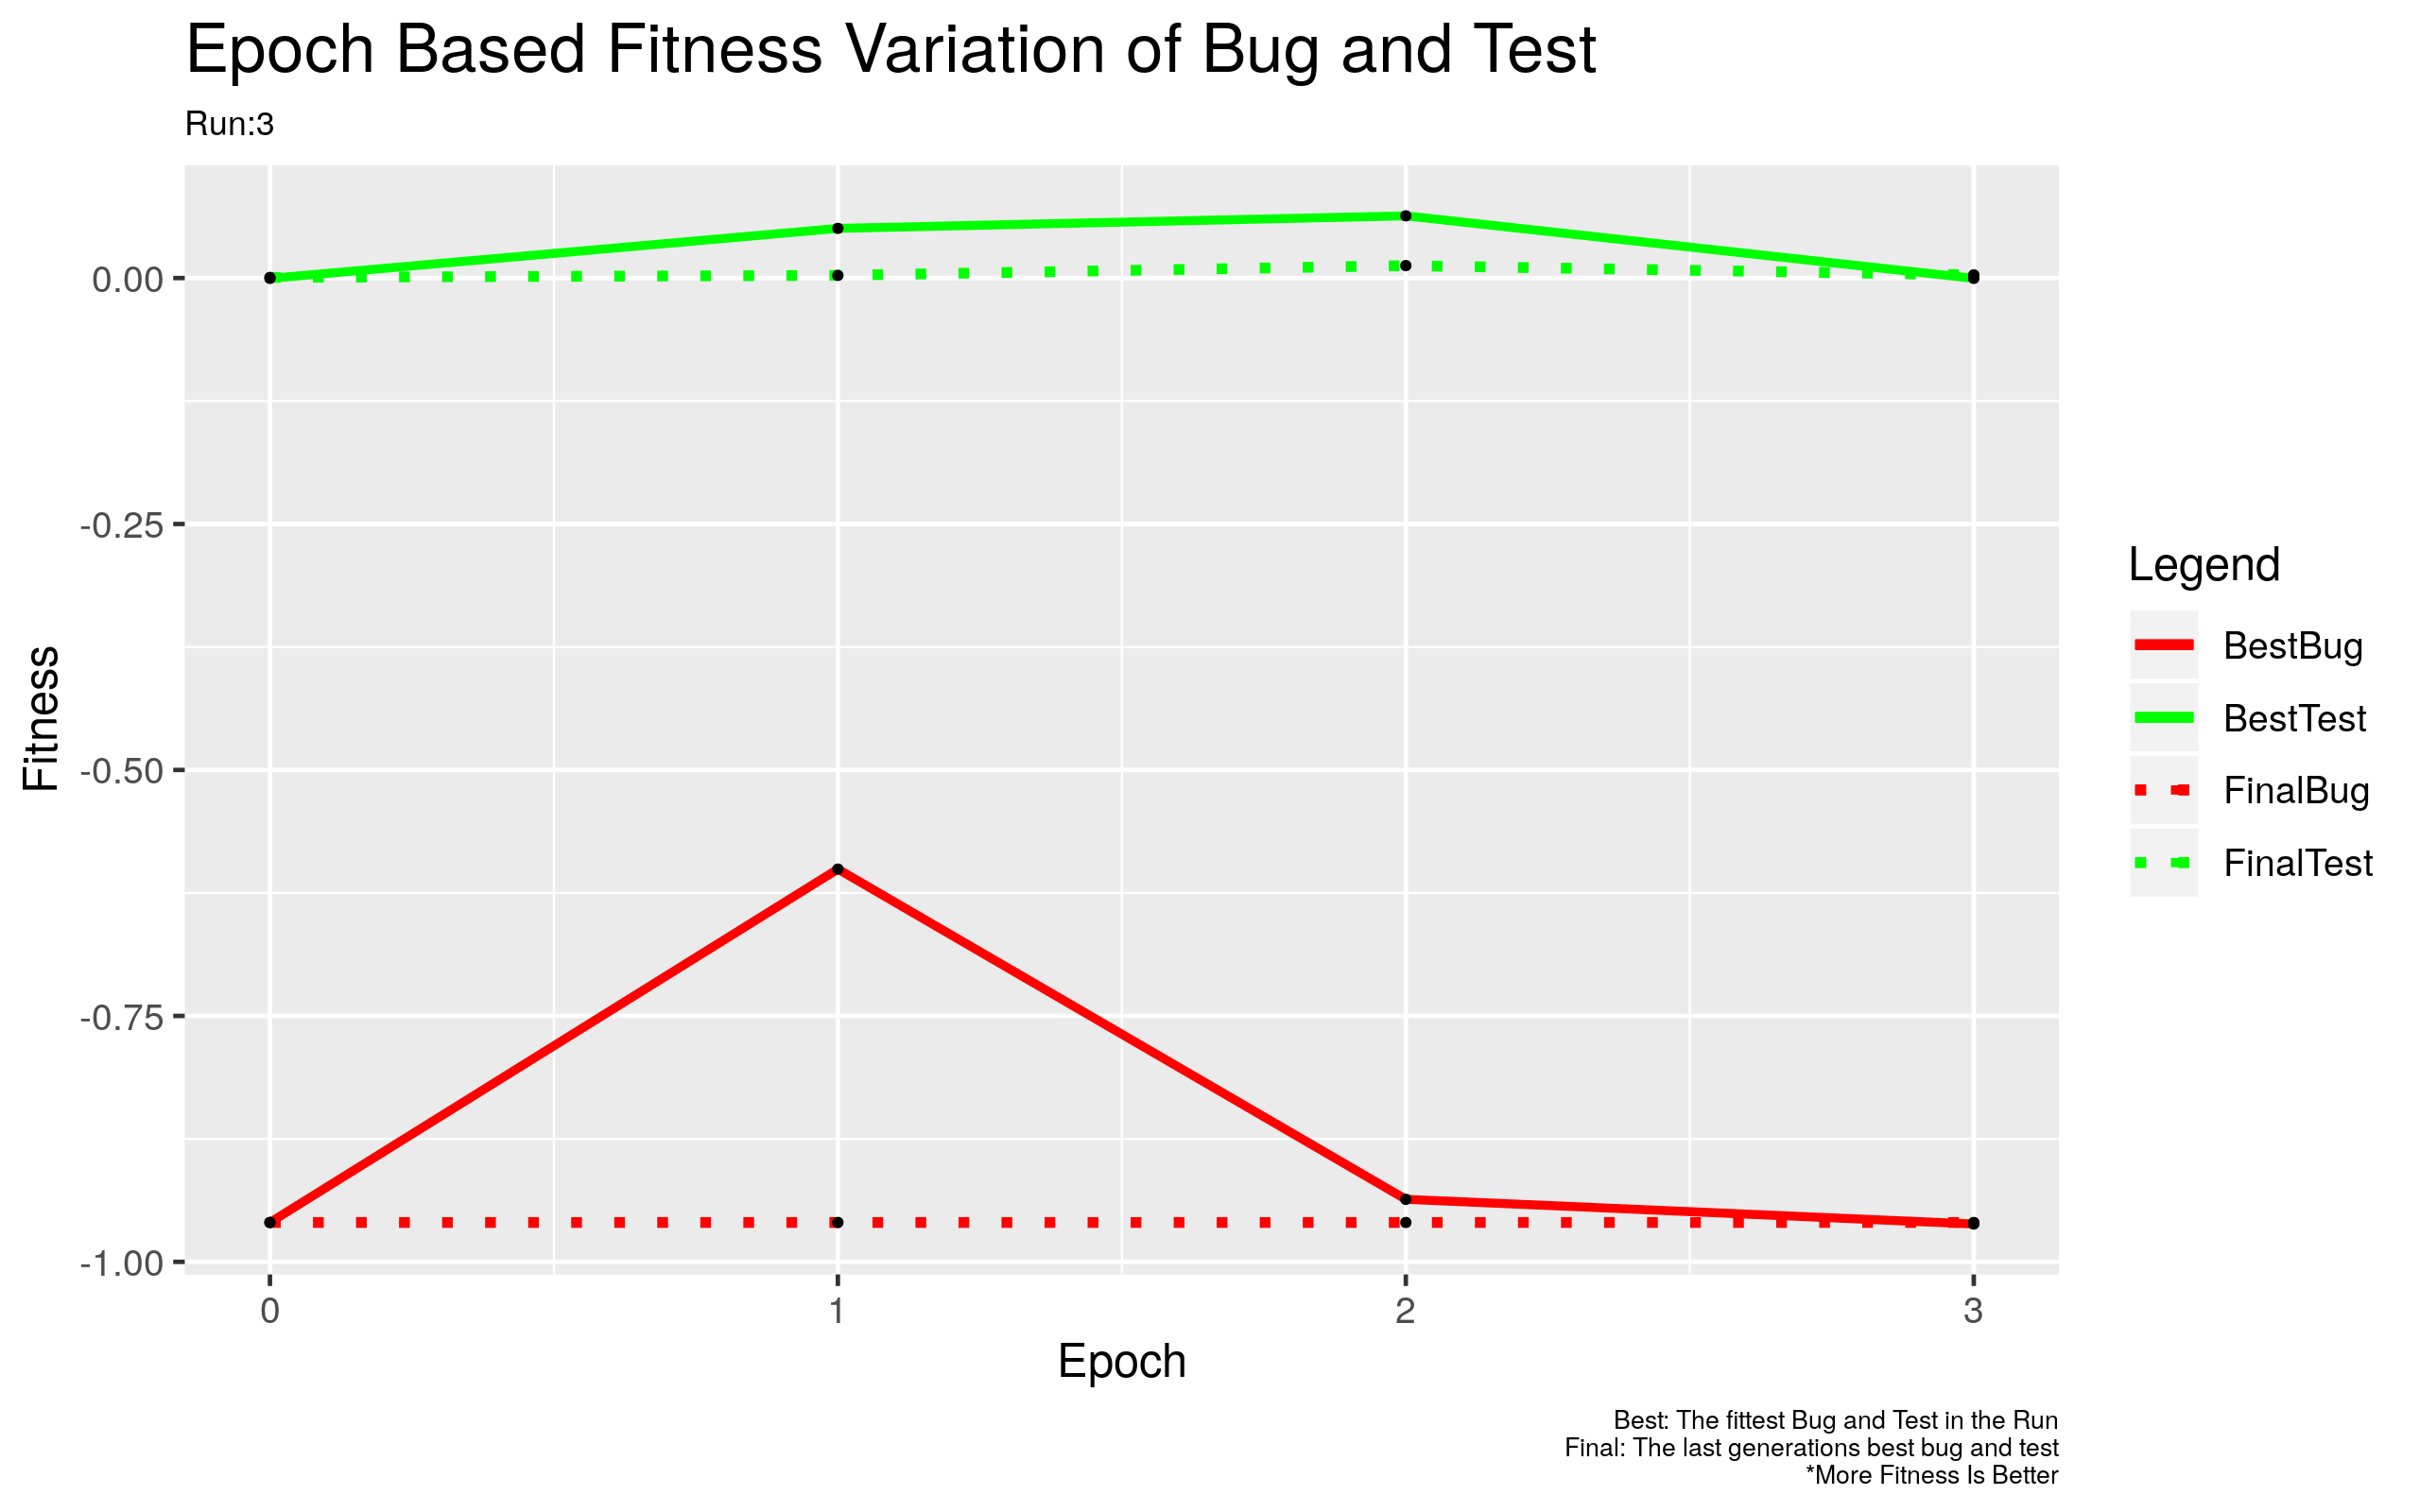 Epoch Based Fitness Variation of Bug and Test
Run:3
0.00
-0.25
-0.50
-0.75
-1.00
Fitness
0 1 2 3
Epoch
Legend
BestBug
BestTest
FinalBug
FinalTest
Best: The fittest Bug and Test in the Run
Final: The last generations best bug and test
*More Fitness Is Better